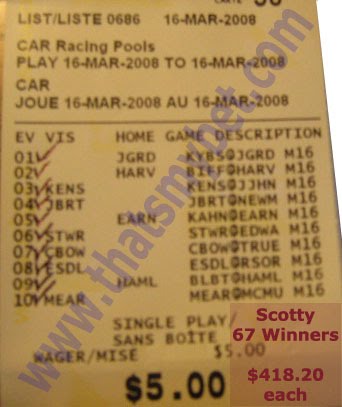 LIST/LISTE 0686 16-MAR-2008
CAR Racing Pools
PLAY 16-MAR-2008 TO 16-MAR-2008
CAR
JOUE 16-MAR-2008 AU 16-MAR-2008
EV VIS HOME GAME DESCRIPTION
01 JGRD KYBS@JGRD M16
02 HARV BIEF@HARV M16
03 KENS KENS@JJHN M16
04 JBRT JBRT@NEWM M16
05 EARN KAHN@EARN M16
06 STWR STWR@EDWA M16
07 CBOW CBOW@TRUE M16
08 ESDL ESDL@RSOR M16
09 HAML BLBT@HAML M16
10 MEAR MEAR@MCMU M16
SINGLE PLAY/
SANS BOITE
WAGER/MISE $5.00
$5.00
Scotty
67 Winners
$418.20
each
www.thatsmybet.com